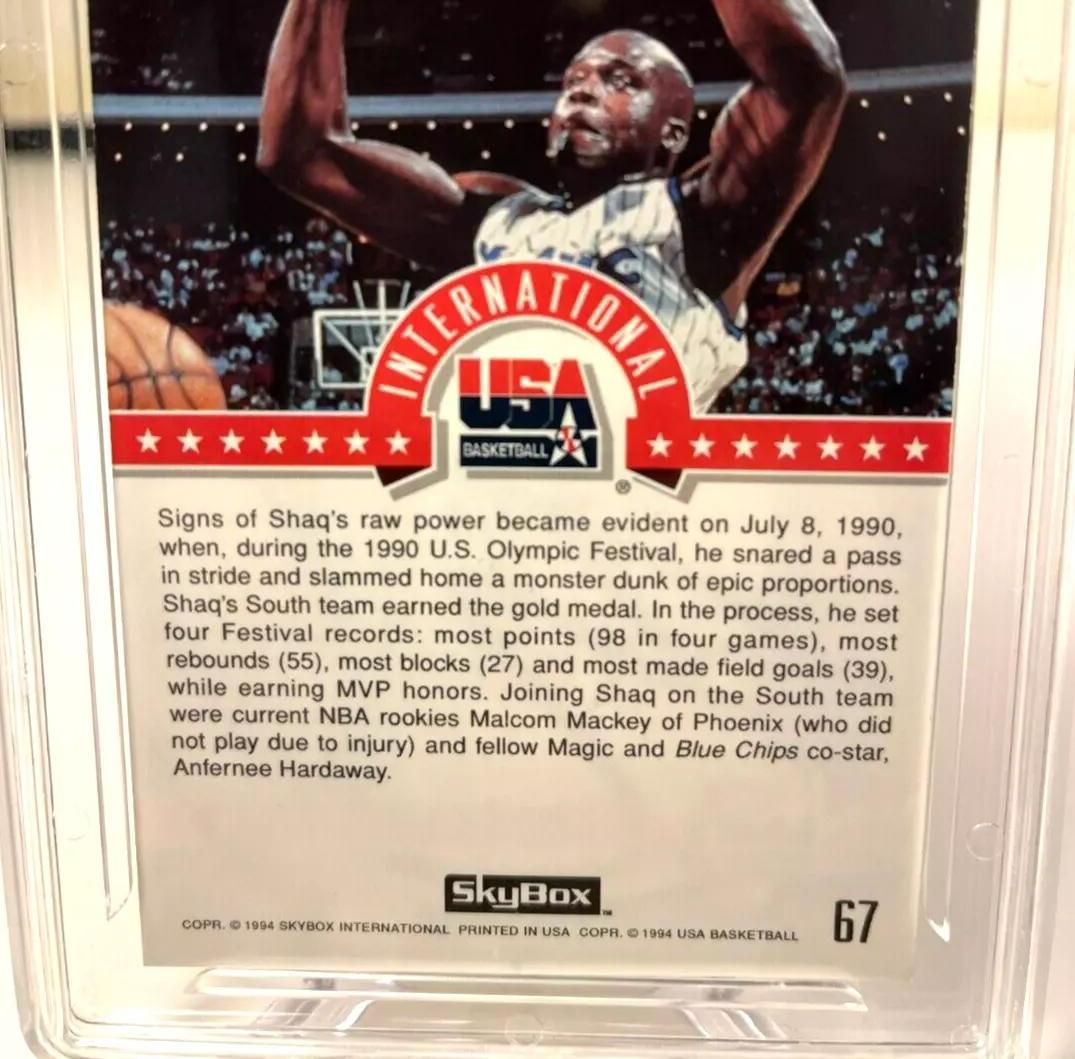 INTERNATIONAL
USA
BASKETBALL
®
Signs of Shaq's raw power became evident on July 8, 1990,
when, during the 1990 U.S. Olympic Festival, he snared a pass
in stride and slammed home a monster dunk of epic proportions.
Shaq's South team earned the gold medal. In the process, he set
four Festival records: most points (98 in four games), most
rebounds (55), most blocks (27) and most made field goals (39),
while earning MVP honors. Joining Shaq on the South team
were current NBA rookies Malcom Mackey of Phoenix (who did
not play due to injury) and fellow Magic and Blue Chips co-star,
Anfernee Hardaway.
SkyBox™
COPR. © 1994 SKYBOX INTERNATIONAL PRINTED IN USA COPR. © 1994 USA BASKETBALL
67